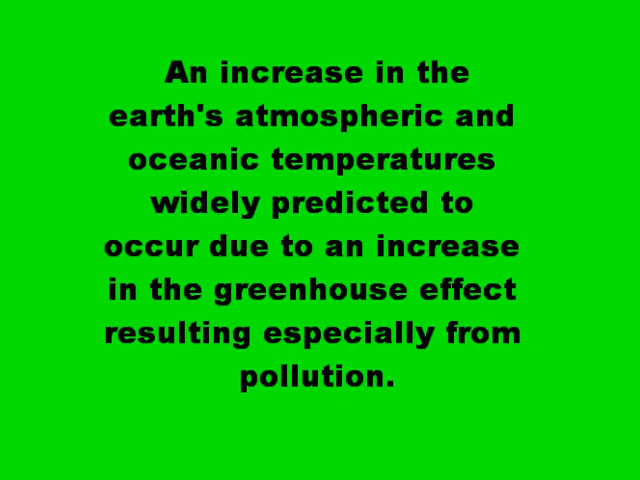 An increase in the
earth's atmospheric and
oceanic temperatures
widely predicted to
occur due to an increase
in the greenhouse effect
resulting especially from
pollution.